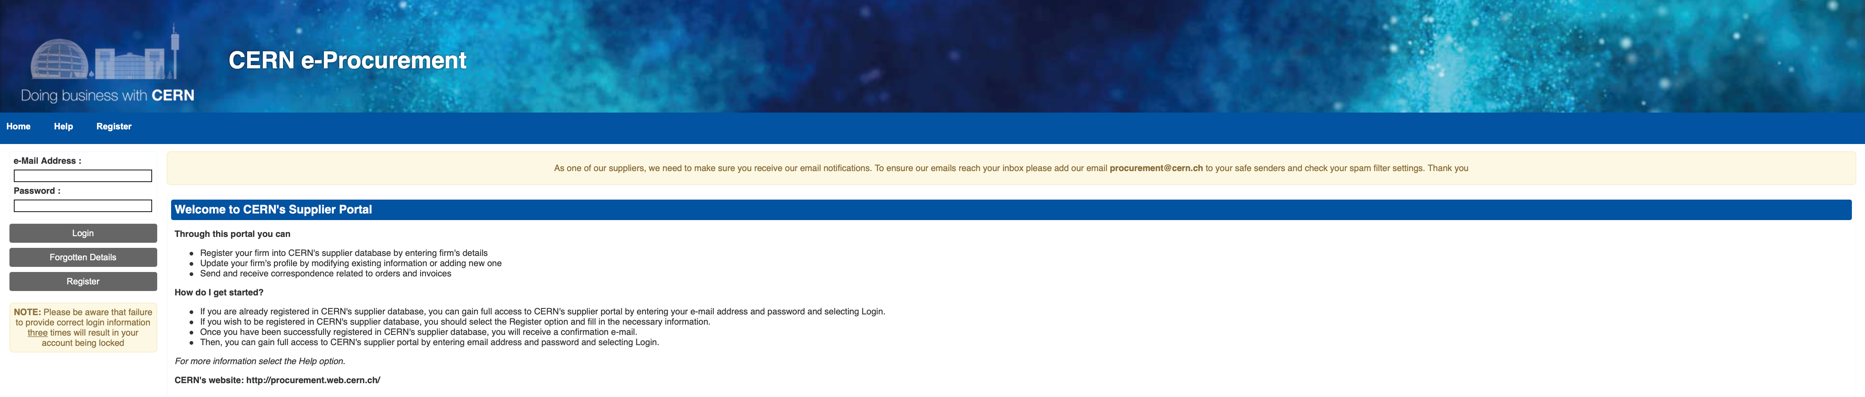 Doing business with CERN
CERN e-Procurement
Home Help Register
e-Mail Address :
Password :
Login
Forgotten Details
Register
NOTE: Please be aware that failure
to provide correct login information
three times will result in your
account being locked
As one of our suppliers, we need to make sure you receive our email notifications. To ensure our emails reach your inbox please add our email procurement@cern.ch to your safe senders and check your spam filter settings. Thank you
Welcome to CERN's Supplier Portal
Through this portal you can
● Register your firm into CERN's supplier database by entering firm's details
● Update your firm's profile by modifying existing information or adding new one
● Send and receive correspondence related to orders and invoices
How do I get started?
● If you are already registered in CERN's supplier database, you can gain full access to CERN's supplier portal by entering your e-mail address and password and selecting Login.
● If you wish to be registered in CERN's supplier database, you should select the Register option and fill in the necessary information.
● Once you have been successfully registered in CERN's supplier database, you will receive a confirmation e-mail.
● Then, you can gain full access to CERN's supplier portal by entering email address and password and selecting Login.
For more information select the Help option.
CERN's website: http://procurement.web.cern.ch/